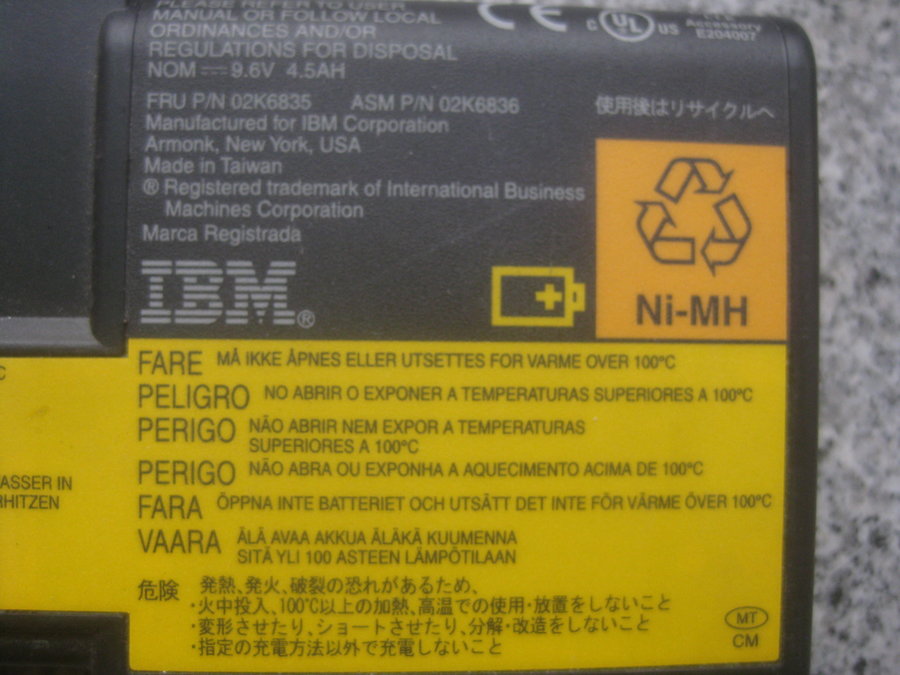 PLEASE REFER TO USER
MANUAL OR FOLLOW LOCAL
ORDINANCES AND/OR
REGULATIONS FOR DISPOSAL
NOM 9.6V 4.5AH
CE
C UL US
Accessory
E204007
FRU P/N 02K6835 ASM P/N 02K6836
使用後はリサイクルへ
Manufactured for IBM Corporation
Armonk, New York, USA
Made in Taiwan
® Registered trademark of International Business
Machines Corporation
Marca Registrada
IBM®
Ni-MH
FARE MÅ IKKE ÅPNES ELLER UTSETTES FOR VARME OVER 100°C
PELIGRO NO ABRIR O EXPONER A TEMPERATURAS SUPERIORES A 100°C
PERIGO NÃO ABRIR NEM EXPOR A TEMPERATURAS
SUPERIORES A 100°C
PERIGO NÃO ABRA OU EXPONHA A AQUECIMENTO ACIMA DE 100°C
FARA ÖPPNA INTE BATTERIET OCH UTSÄTT DET INTE FÖR VÄRME ÖVER 100°C
VAARA ÄLÄ AVAA AKKUA ÄLÄKÄ KUUMENNA
SITÄ YLI 100 ASTEEN LÄMPÖTILAAN
危険 発熱、発火、破裂の恐れがあるため、
・火中投入、100℃以上の加熱、高温での使用・放置をしないこと
・変形させたり、ショートさせたり、分解・改造をしないこと
・指定の充電方法以外で充電しないこと
MT
CM
C
ASSER IN
RHITZEN